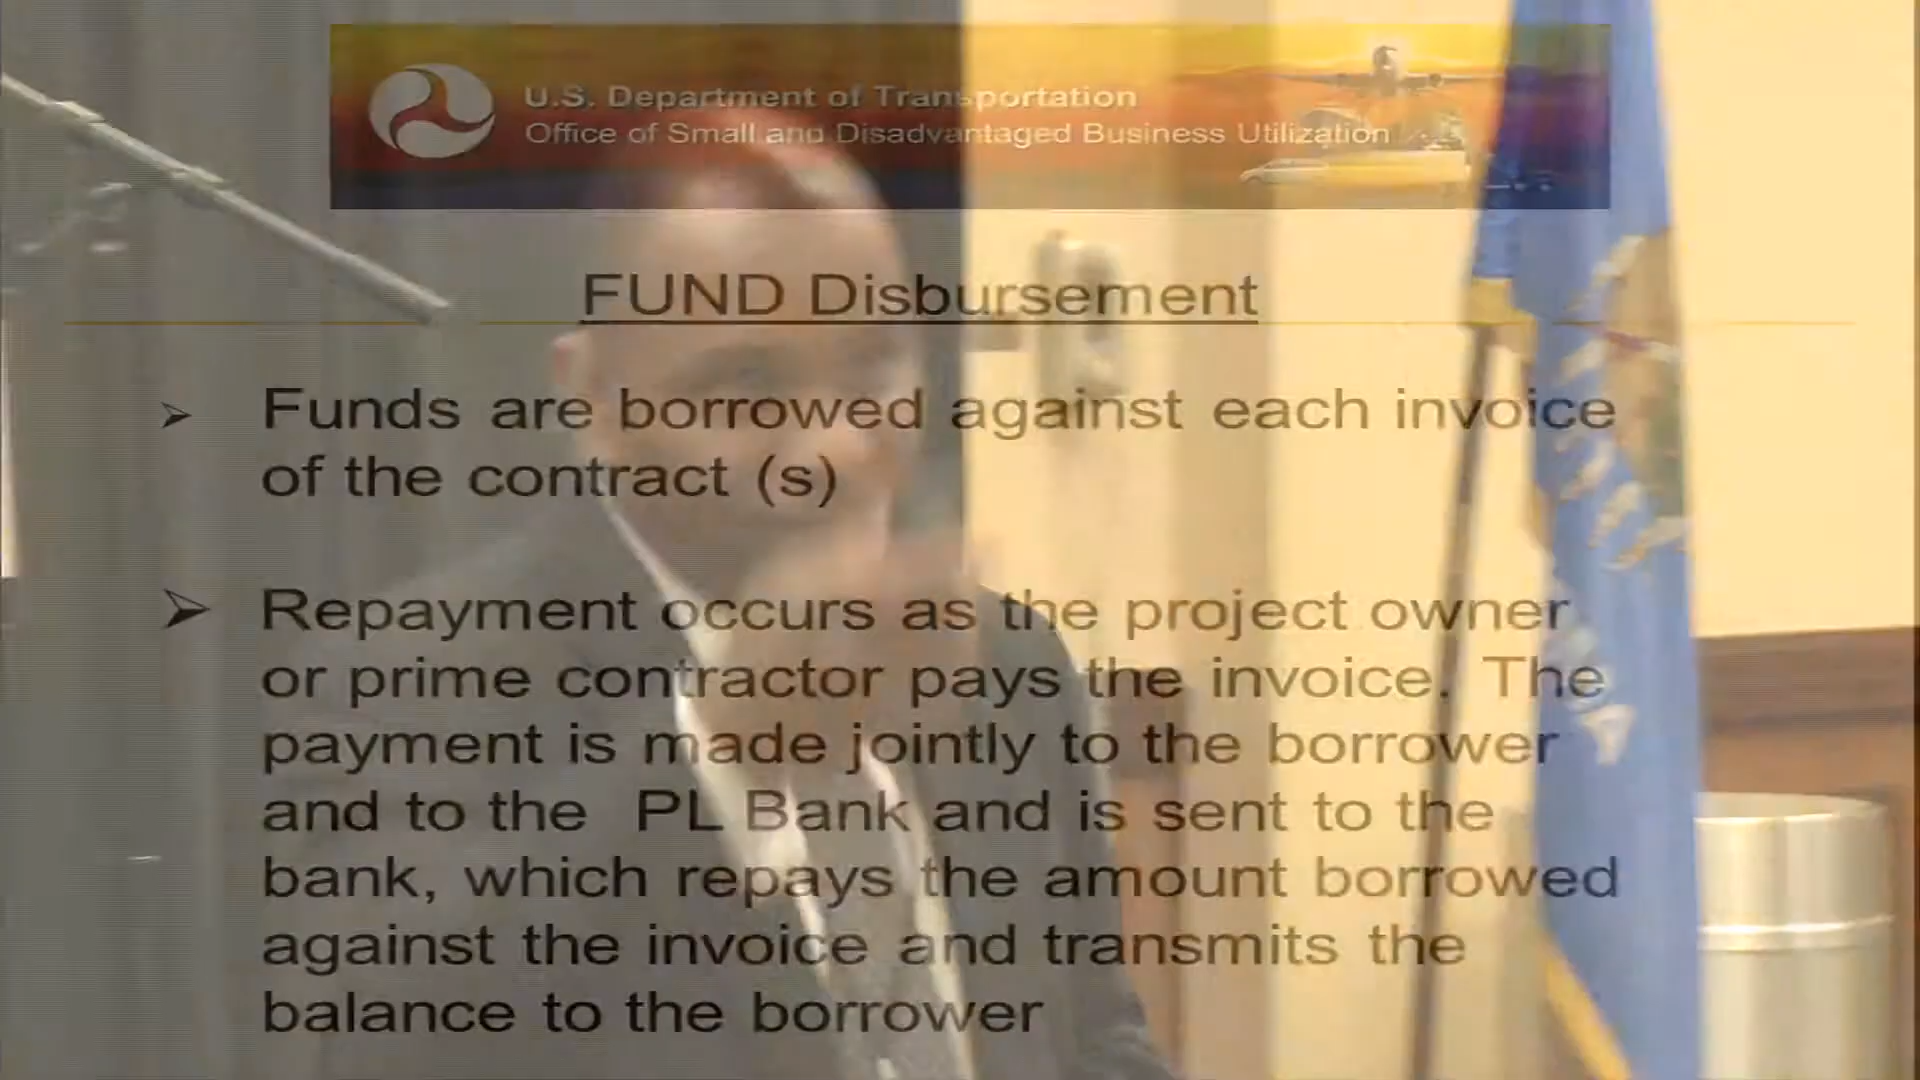 U.S. Department of Transportation
Office of Small and Disadvantaged Business Utilization
FUND Disbursement
➢ Funds are borrowed against each invoice
of the contract (s)
➢ Repayment occurs as the project owner
or prime contractor pays the invoice. The
payment is made jointly to the borrower
and to the PL Bank and is sent to the
bank, which repays the amount borrowed
against the invoice and transmits the
balance to the borrower